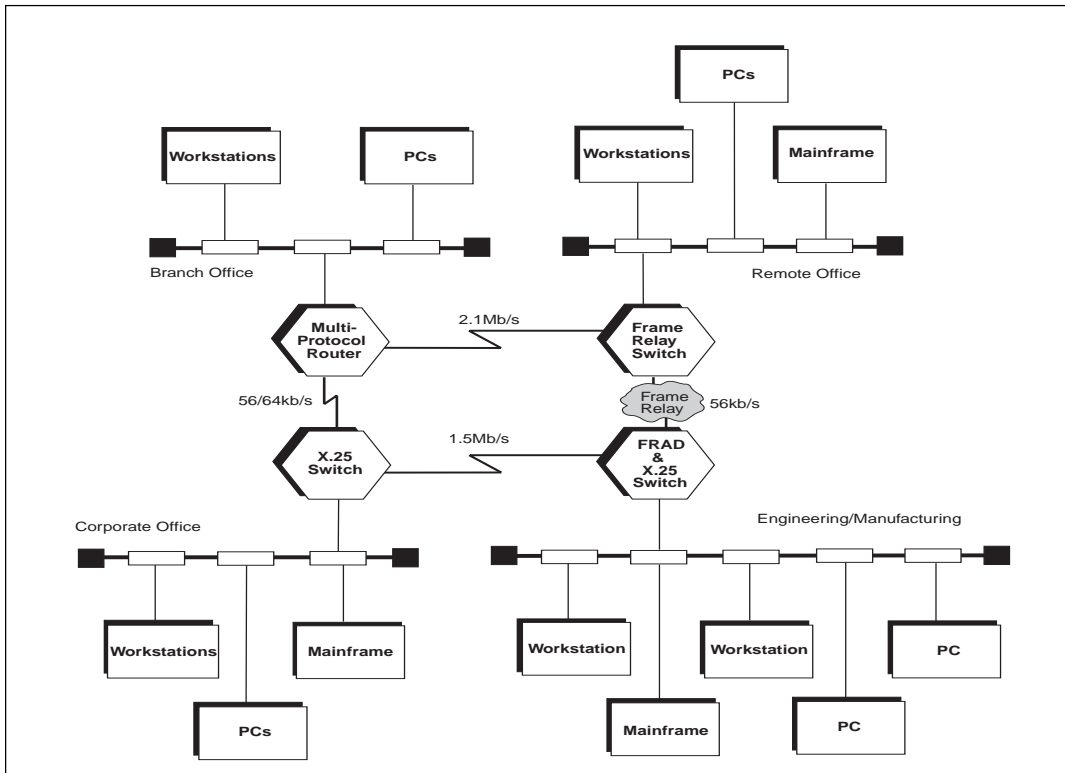 PCs
Workstations
PCs
Workstations
Mainframe
Branch Office
Remote Office
Multi-
Protocol
Router
2.1Mb/s
Frame
Relay
Switch
56/64kb/s
Frame
Relay
56kb/s
X.25
Switch
1.5Mb/s
FRAD
&
X.25
Switch
Corporate Office
Engineering/Manufacturing
Workstations
Mainframe
Workstation
Workstation
PC
PCs
Mainframe
PC